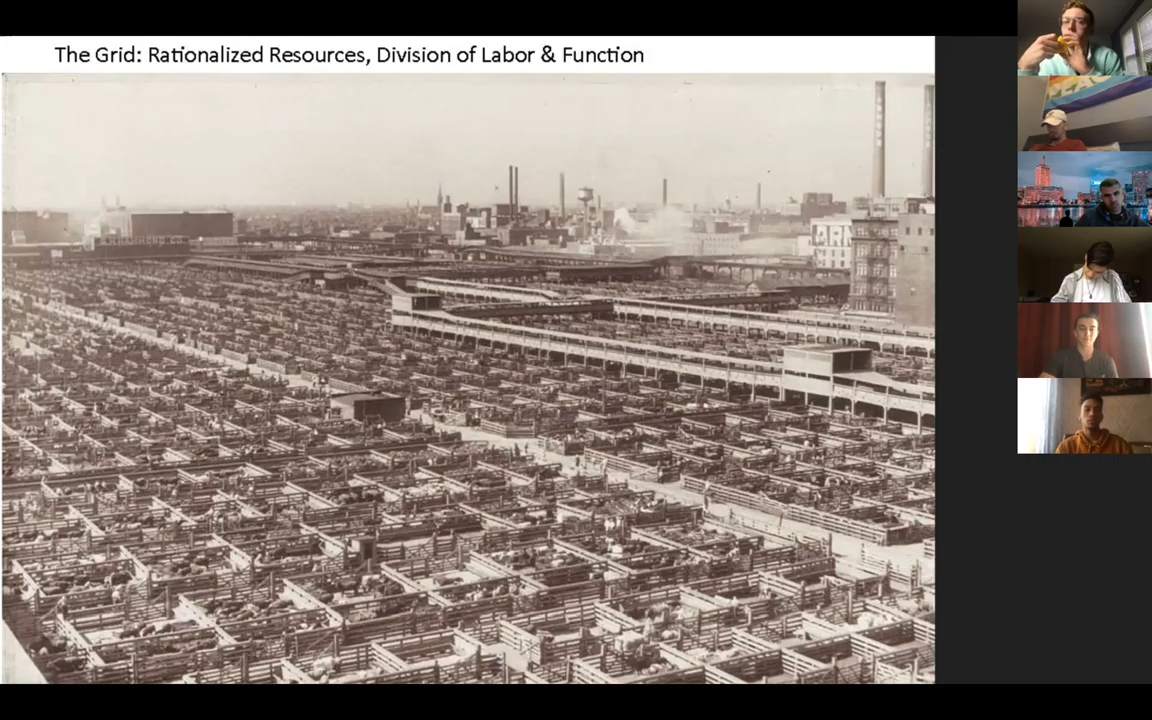 The Grid: Rationalized Resources, Division of Labor & Function